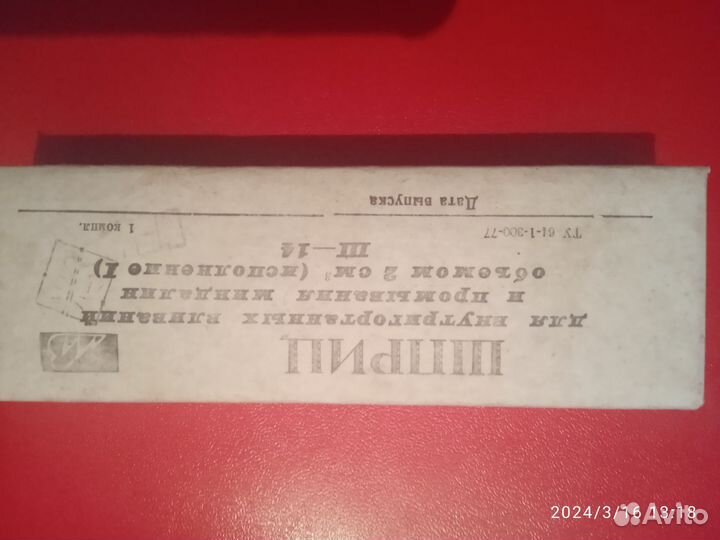 ШПРИЦ
для внутригортанных вливаний
и промывания миндалин
объемом 2 см³ (исполнение I)
Ш—14
ТУ 64-1-300-77
1 компл.
Дата выпуска
2024/3/16 13:18
Avito